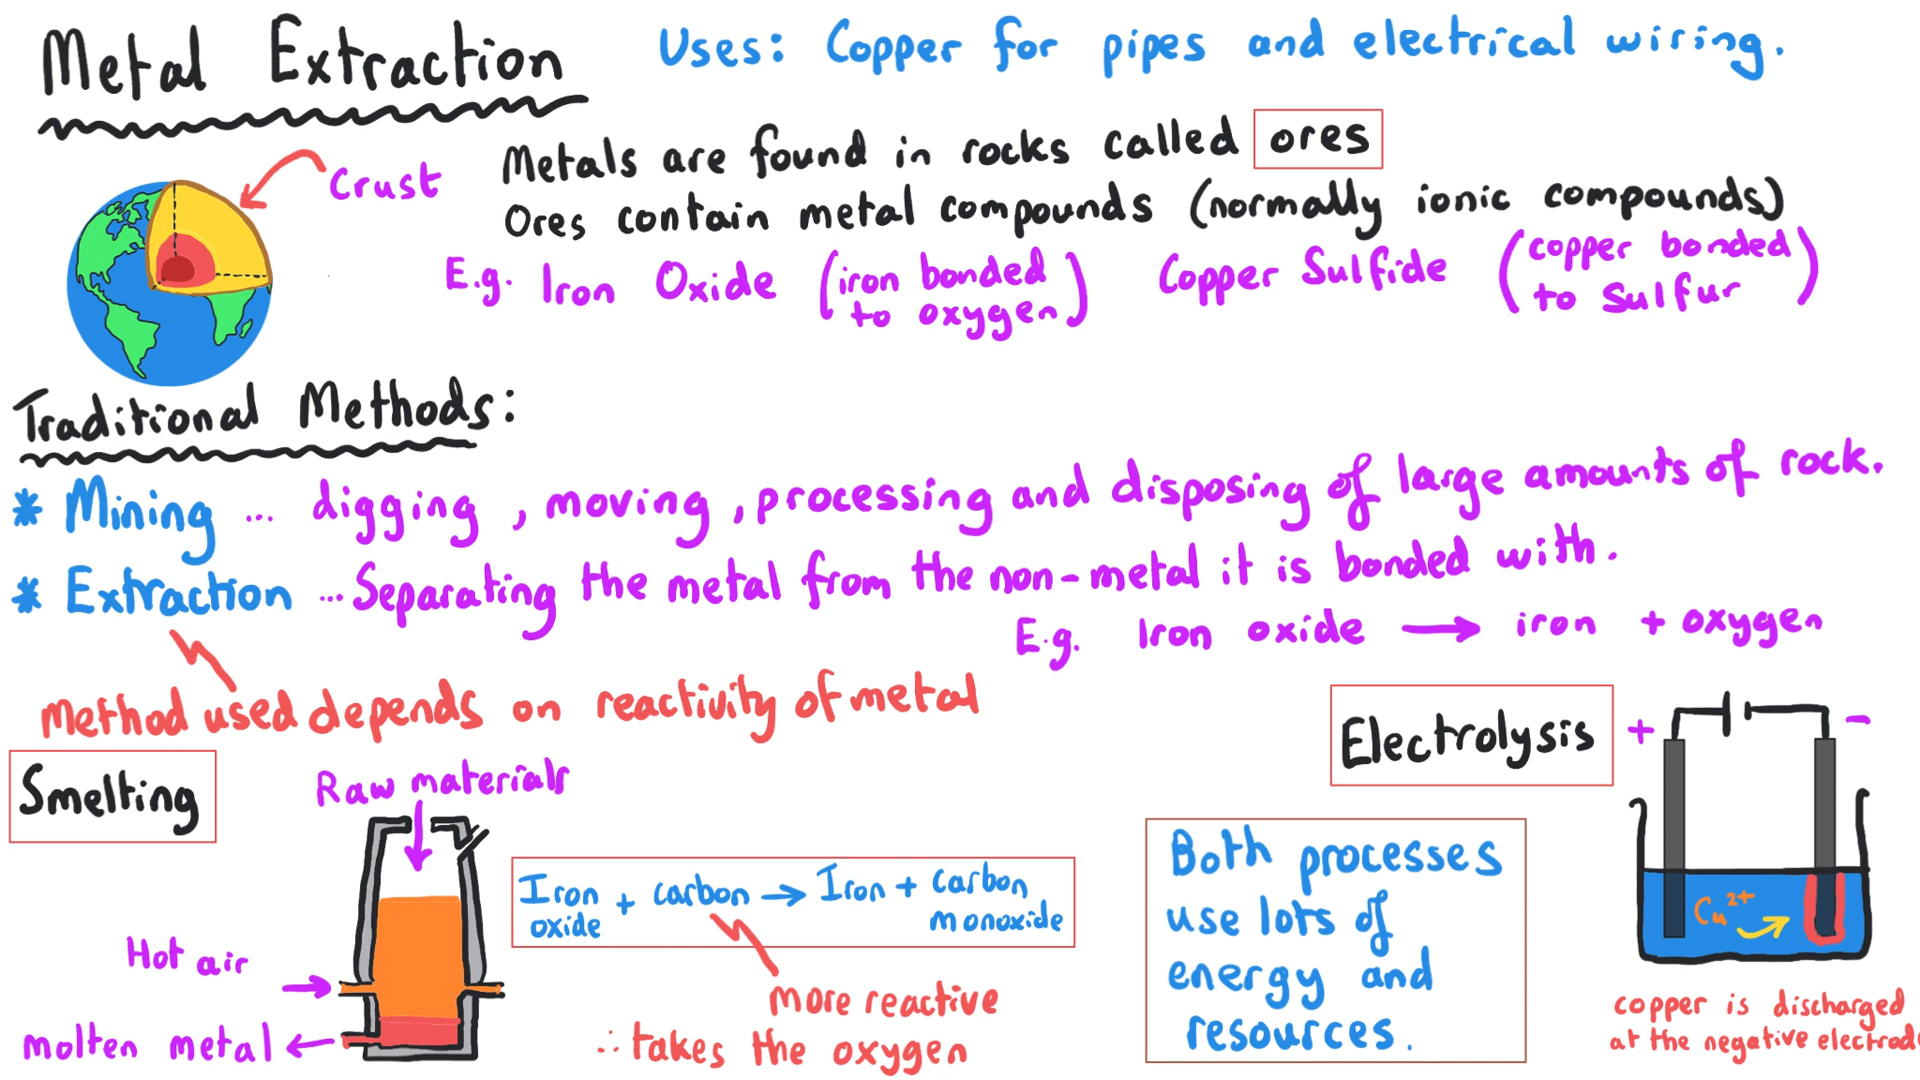 Metal Extraction
Uses: Copper for pipes and electrical wiring.
Crust
Metals are found in rocks called ores
Ores contain metal compounds (normally ionic compounds)
E.g. Iron Oxide (iron bonded to oxygen) Copper Sulfide (copper bonded to sulfur)
Traditional Methods:
* Mining ... digging, moving, processing and disposing of large amounts of rock.
* Extraction ... Separating the metal from the non-metal it is bonded with.
E.g. Iron oxide → iron + oxygen
Method used depends on reactivity of metal
Smelting
Raw materials
Hot air
molten metal
Iron oxide + carbon → Iron + carbon monoxide
more reactive
∴ takes the oxygen
Both processes
use lots of
energy and
resources.
Electrolysis
+ -
Cu2+
copper is discharged
at the negative electrode